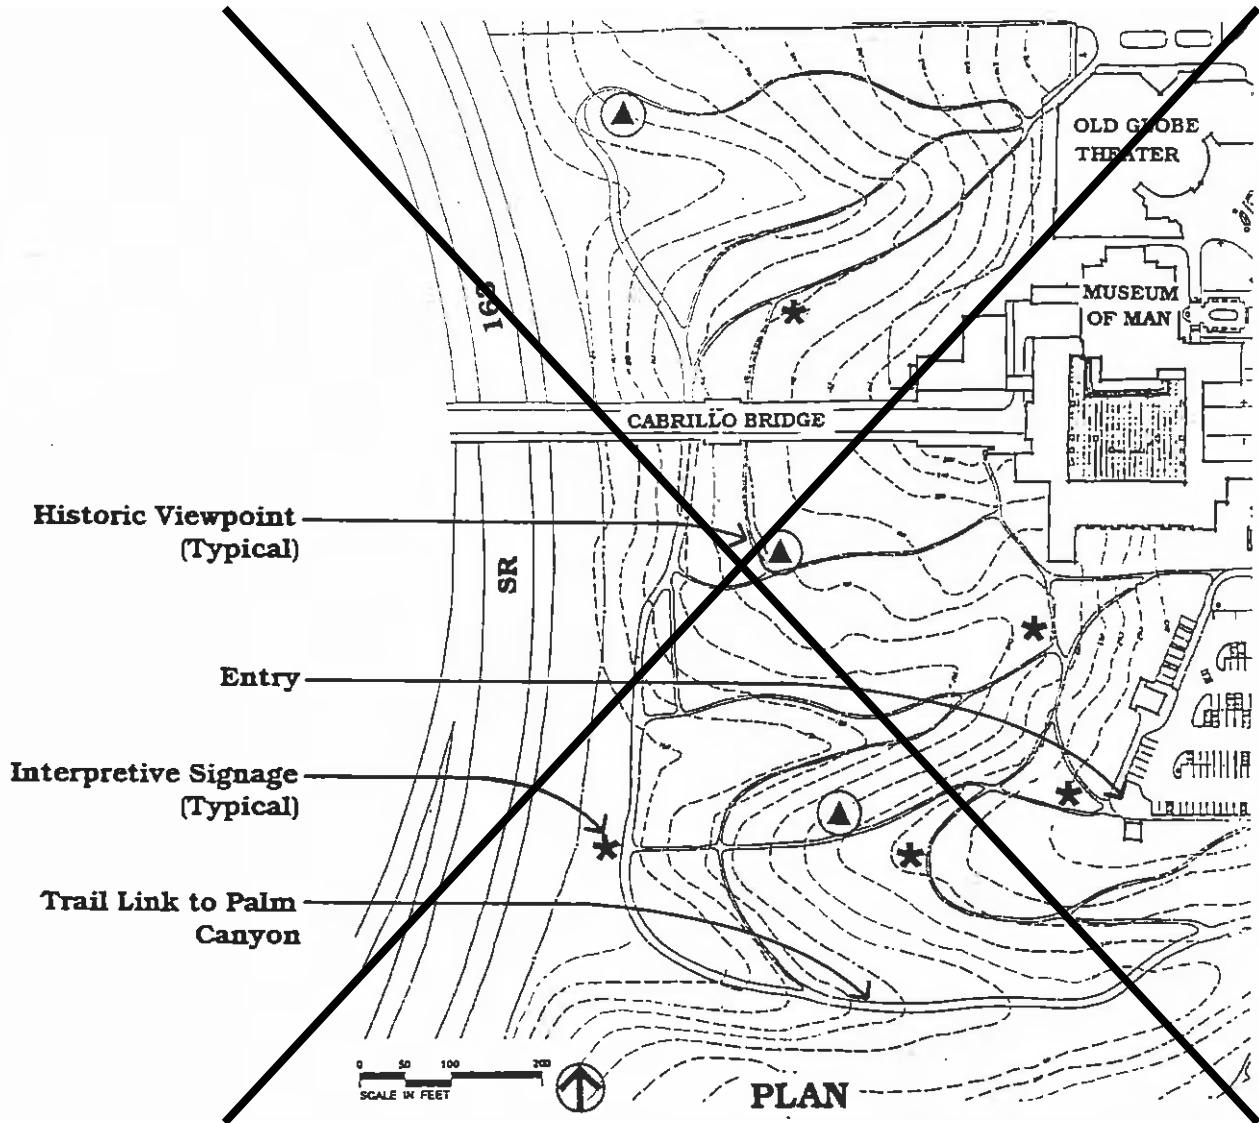 OLD GLOBE
THEATER
MUSEUM
OF MAN
163
CABRILLO BRIDGE
Historic Viewpoint
(Typical)
SR
Entry
Interpretive Signage
(Typical)
Trail Link to Palm
Canyon
0 50 100 200
SCALE IN FEET
PLAN